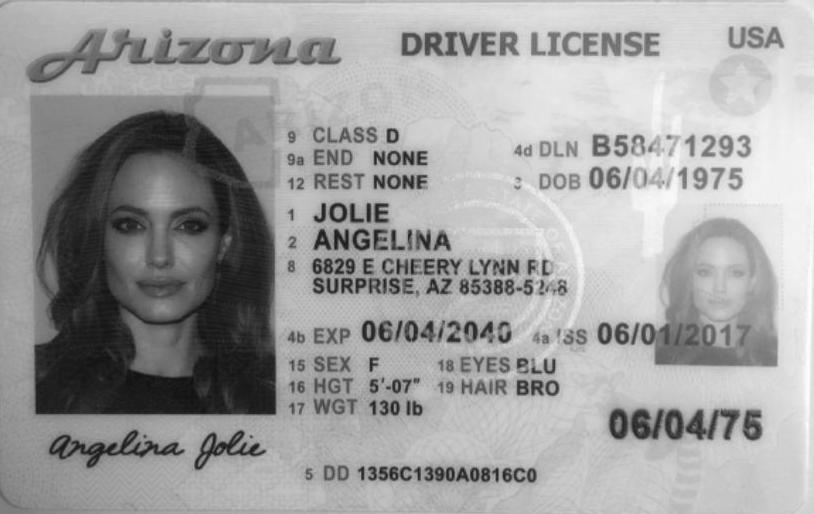 Arizona DRIVER LICENSE USA
9 CLASS D
9a END NONE
4d DLN B58471293
12 REST NONE
3 DOB 06/04/1975
1 JOLIE
2 ANGELINA
8 6829 E CHEERY LYNN RD
SURPRISE, AZ 85388-5248
4b EXP 06/04/2040 4a ISS 06/01/2017
15 SEX F 18 EYES BLU
16 HGT 5'-07" 19 HAIR BRO
17 WGT 130 lb
06/04/75
Angelina Jolie
5 DD 1356C1390A0816C0